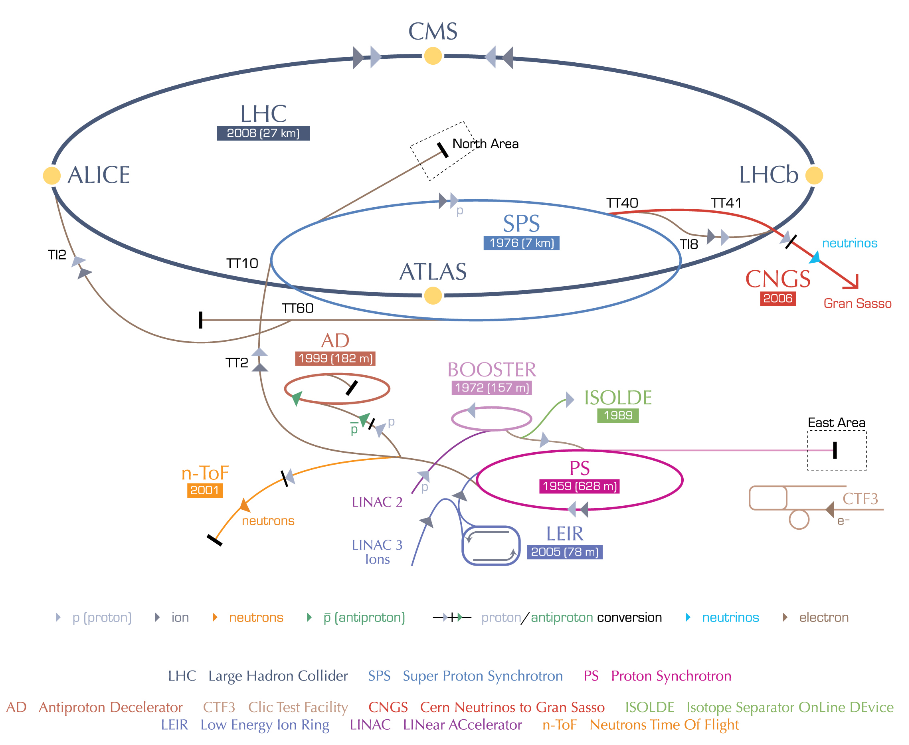 CMS
LHC
2008 (27 km)
North Area
ALICE
LHCb
TT40
TT41
SPS
1976 (7 km)
p
TI8
neutrinos
TI2
TT10
ATLAS
CNGS
2006
Gran Sasso
TT60
TT2
AD
1999 (182 m)
BOOSTER
1972 (157 m)
ISOLDE
1989
p̅
p
East Area
n-ToF
2001
LINAC 2
p
PS
1959 (628 m)
neutrons
CTF3
e-
LINAC 3
Ions
LEIR
2005 (78 m)
p (proton) ion neutrons p̅ (antiproton) proton/antiproton conversion neutrinos electron
LHC Large Hadron Collider SPS Super Proton Synchrotron PS Proton Synchrotron
AD Antiproton Decelerator CTF3 Clic Test Facility CNGS Cern Neutrinos to Gran Sasso ISOLDE Isotope Separator OnLine DEvice
LEIR Low Energy Ion Ring LINAC LINear ACcelerator n-ToF Neutrons Time Of Flight